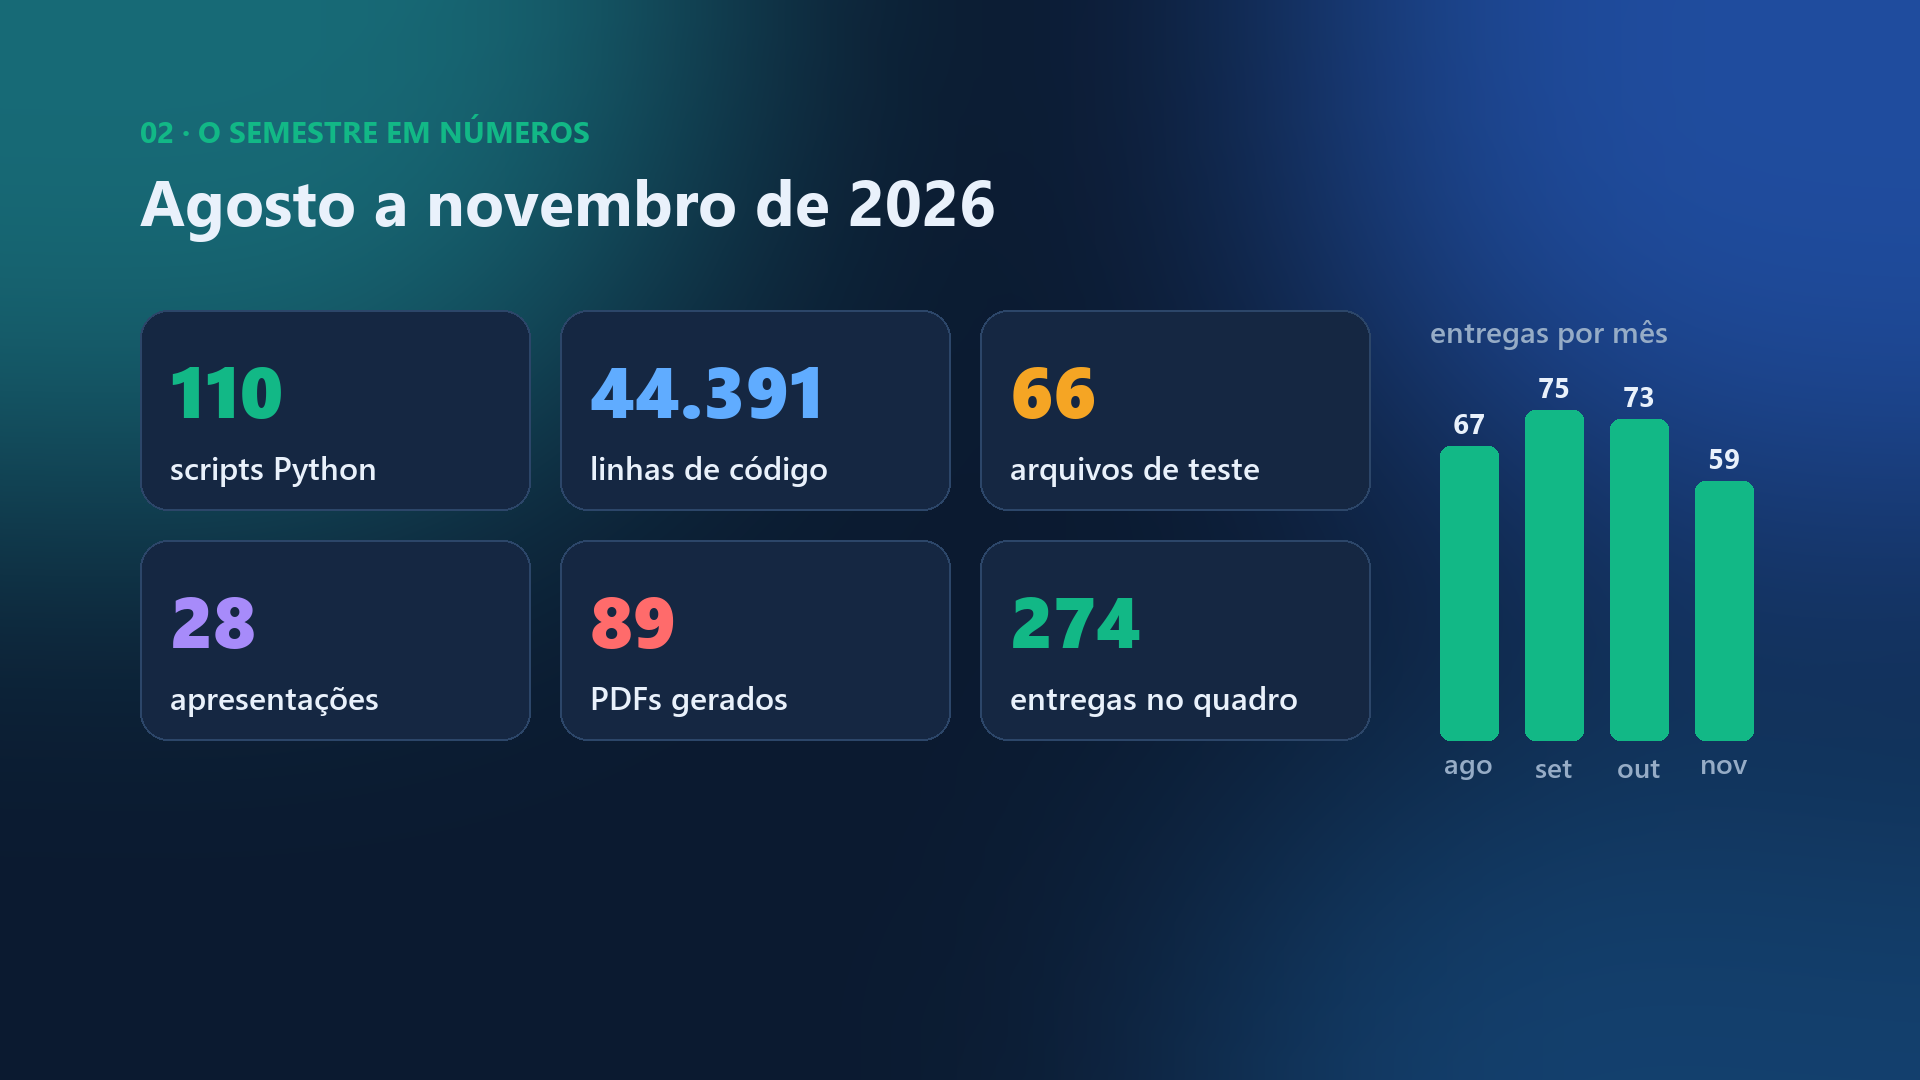 02 · O SEMESTRE EM NÚMEROS
Agosto a novembro de 2026
110
scripts Python
44.391
linhas de código
66
arquivos de teste
28
apresentações
89
PDFs gerados
274
entregas no quadro
entregas por mês
67
75
73
59
ago
set
out
nov